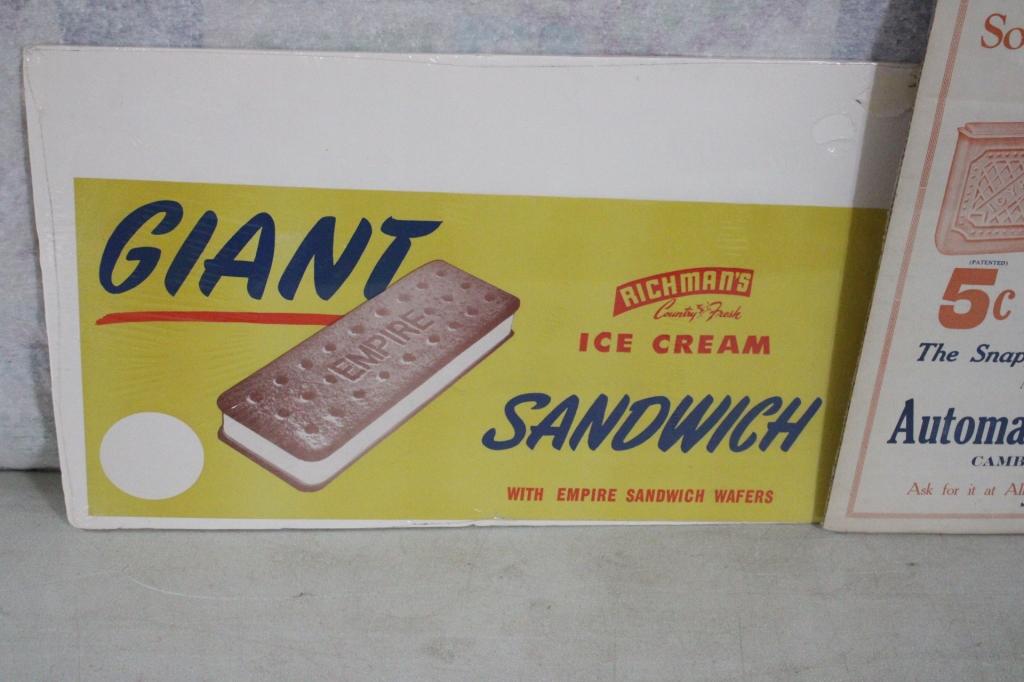 GIANT
EMPIRE
RICHMAN'S
Country Fresh
ICE CREAM
SANDWICH
WITH EMPIRE SANDWICH WAFERS
So
(PATENTED)
5c
The Snap
Automa
CAMB
Ask for it at Al